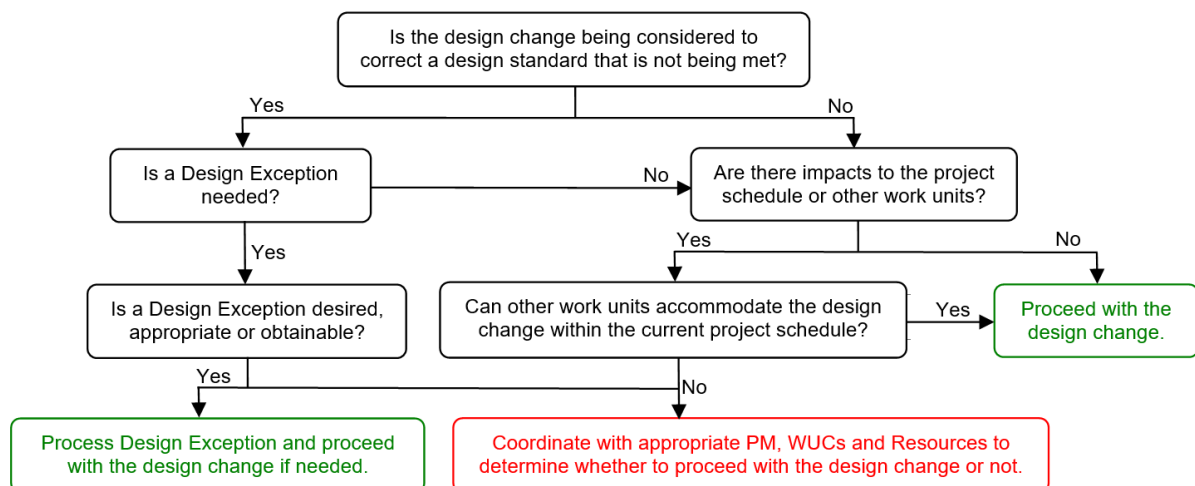 Is the design change being considered to
correct a design standard that is not being met?
Yes
No
Is a Design Exception
needed?
No
Are there impacts to the project
schedule or other work units?
Yes
Yes
No
Is a Design Exception desired,
appropriate or obtainable?
Can other work units accommodate the design
change within the current project schedule?
Yes
Proceed with the
design change.
Yes
No
Process Design Exception and proceed
with the design change if needed.
Coordinate with appropriate PM, WUCs and Resources to
determine whether to proceed with the design change or not.